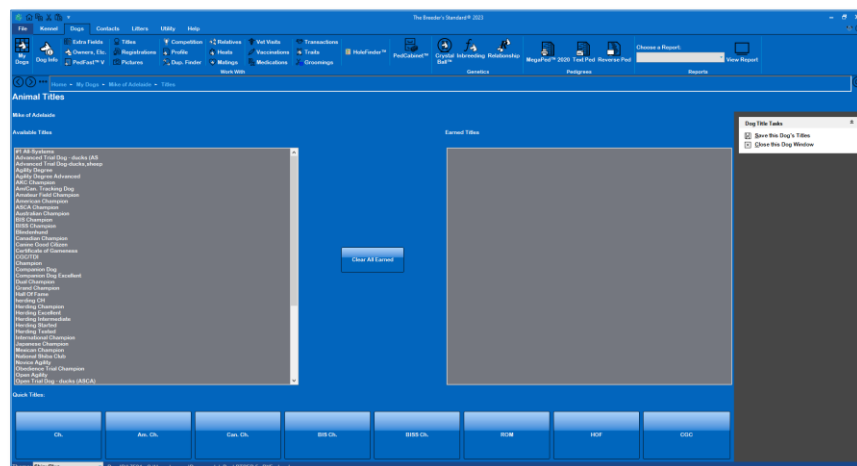 The Breeder's Standard® 2023
File Kennel Dogs Contacts Litters Utility Help
My Dogs
Dog Info
Extra Fields
Owners, Etc.
PedFast™ V
Titles
Registrations
Pictures
Competition
Profile
Dup. Finder
Relatives
Heats
Matings
Vet Visits
Vaccinations
Medications
Transactions
Traits
Groomings
HoleFinder™
PedCabinet™
Crystal Ball™
Inbreeding
Relationship
MegaPed™ 2020
Text Ped
Reverse Ped
Choose a Report:
View Report
Work With
Genetics
Pedigrees
Reports
Home - My Dogs - Mike of Adelaide - Titles
Animal Titles
Mike of Adelaide
Available Titles
Earned Titles
#1 All-Systems
Advanced Trial Dog - ducks (AS
Advanced Trial Dog-ducks,sheep
Agility Degree
Agility Degree Advanced
ARC Champion
Am/Can. Tracking Dog
Amateur Field Champion
American Champion
ASCA Champion
Australian Champion
BIS Champion
BISS Champion
Blindenhund
Canadian Champion
Canine Good Citizen
Certificate of Gameness
CGC/TDI
Champion
Companion Dog
Companion Dog Excellent
Dual Champion
Grand Champion
Hall Of Fame
herding CH
Herding Champion
Herding Excellent
Herding Intermediate
Herding Started
Herding Tested
International Champion
Japanese Champion
Mexican Champion
National Shiba Club
Novice Agility
Obedience Trial Champion
Open Agility
Open Trial Dog - ducks (ASCA)
Clear All Earned
Dog Title Tasks
Save this Dog's Titles
Close this Dog Window
Quick Titles:
Ch.
Am. Ch.
Can. Ch.
BIS Ch.
BISS Ch.
ROM
HOF
CGC